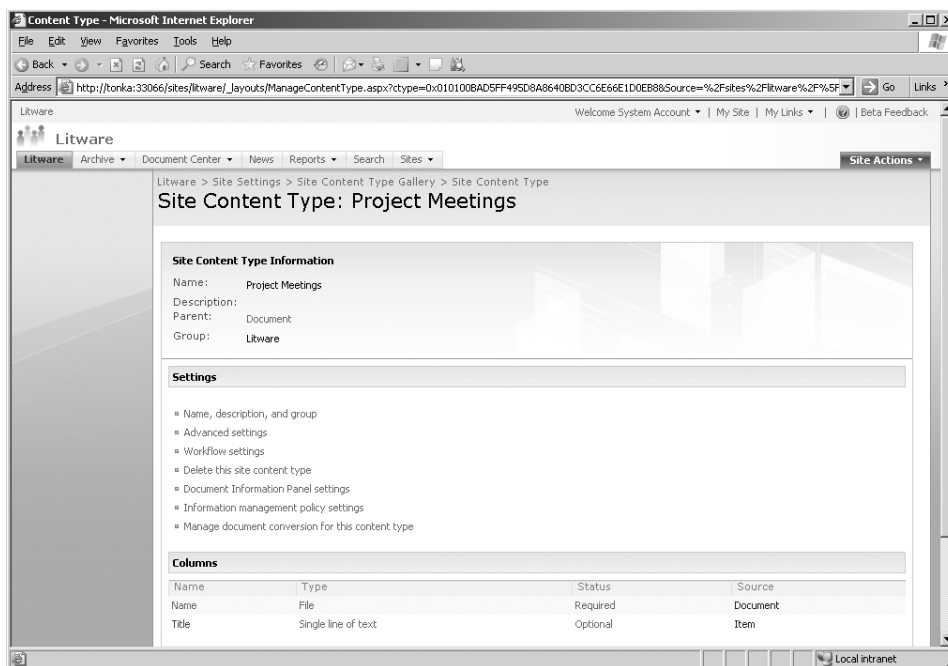 Content Type - Microsoft Internet Explorer
File Edit View Favorites Tools Help
Back Search Favorites
Address http://tonka:33066/sites/litware/_layouts/ManageContentType.aspx?ctype=0x010100BAD5FF495D8A8640BD3CC6E66E1D0EB8&Source=%2Fsites%2Flitware%2F%5F Go Links
Litware Welcome System Account | My Site | My Links | Beta Feedback
Litware
Litware Archive Document Center News Reports Search Sites Site Actions
Litware > Site Settings > Site Content Type Gallery > Site Content Type
Site Content Type: Project Meetings
Site Content Type Information
Name: Project Meetings
Description:
Parent: Document
Group: Litware
Settings
Name, description, and group
Advanced settings
Workflow settings
Delete this site content type
Document Information Panel settings
Information management policy settings
Manage document conversion for this content type
Columns
Name Type Status Source
Name File Required Document
Title Single line of text Optional Item
Local intranet